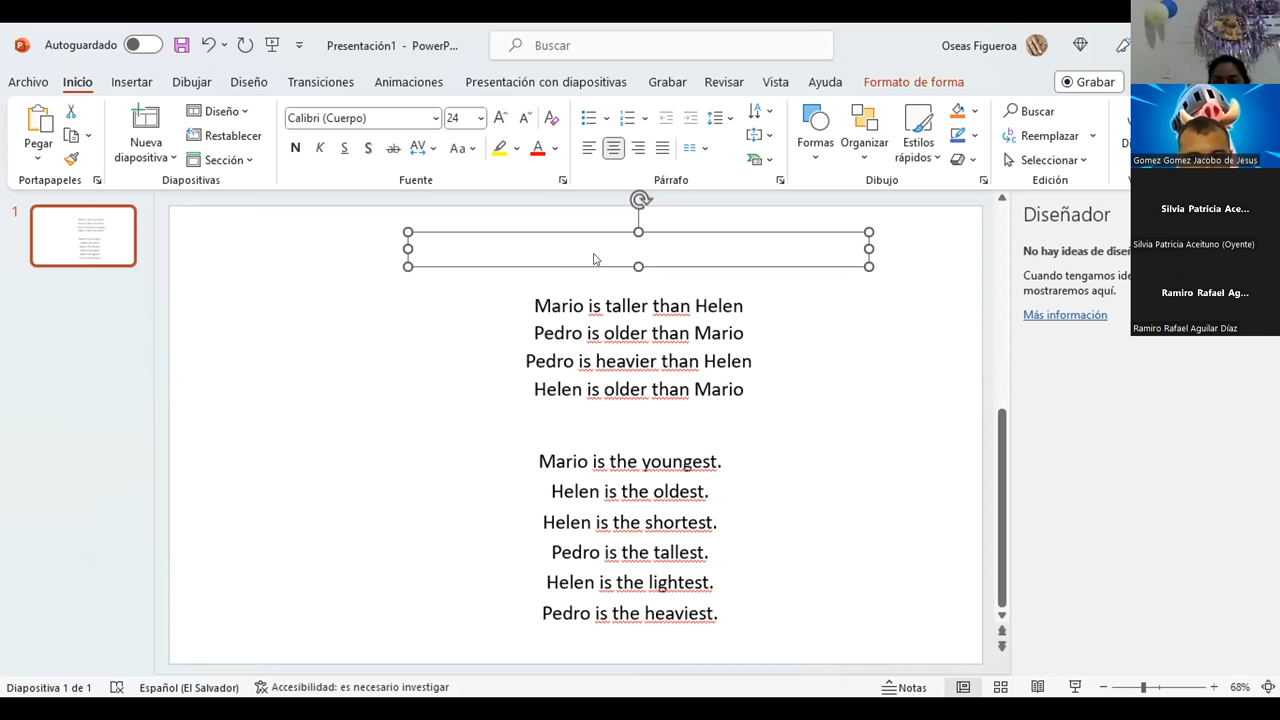 Autoguardado
Presentación1 - PowerP...
Buscar
Oseas Figueroa
Archivo Inicio Insertar Dibujar Diseño Transiciones Animaciones Presentación con diapositivas Grabar Revisar Vista Ayuda Formato de forma
Grabar
Pegar
Nueva diapositiva
Diseño
Restablecer
Sección
Calibri (Cuerpo) 24
N K S S ab AV Aa A
Formas
Organizar
Estilos rápidos
Buscar
Reemplazar
Seleccionar
Portapapeles Diapositivas Fuente Párrafo Dibujo Edición
1
Mario is taller than Helen
Pedro is older than Mario
Pedro is heavier than Helen
Helen is older than Mario
Mario is the youngest.
Helen is the oldest.
Helen is the shortest.
Pedro is the tallest.
Helen is the lightest.
Pedro is the heaviest.
Diseñador
No hay ideas de diseñ
Cuando tengamos ide
mostraremos aquí.
Más información
Gomez Gomez Jacobo de Jesus
Silvia Patricia Ace...
Silvia Patricia Aceituno (Oyente)
Ramiro Rafael Ag...
Ramiro Rafael Aguilar Díaz
Diapositiva 1 de 1
Español (El Salvador)
Accesibilidad: es necesario investigar
Notas
68%